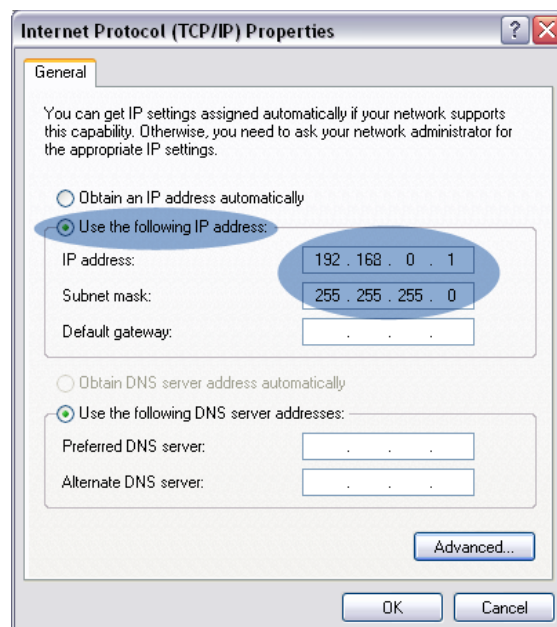 Internet Protocol (TCP/IP) Properties
General
You can get IP settings assigned automatically if your network supports
this capability. Otherwise, you need to ask your network administrator for
the appropriate IP settings.
Obtain an IP address automatically
Use the following IP address:
IP address: 192 . 168 . 0 . 1
Subnet mask: 255 . 255 . 255 . 0
Default gateway: . . .
Obtain DNS server address automatically
Use the following DNS server addresses:
Preferred DNS server: . . .
Alternate DNS server: . . .
Advanced...
OK Cancel